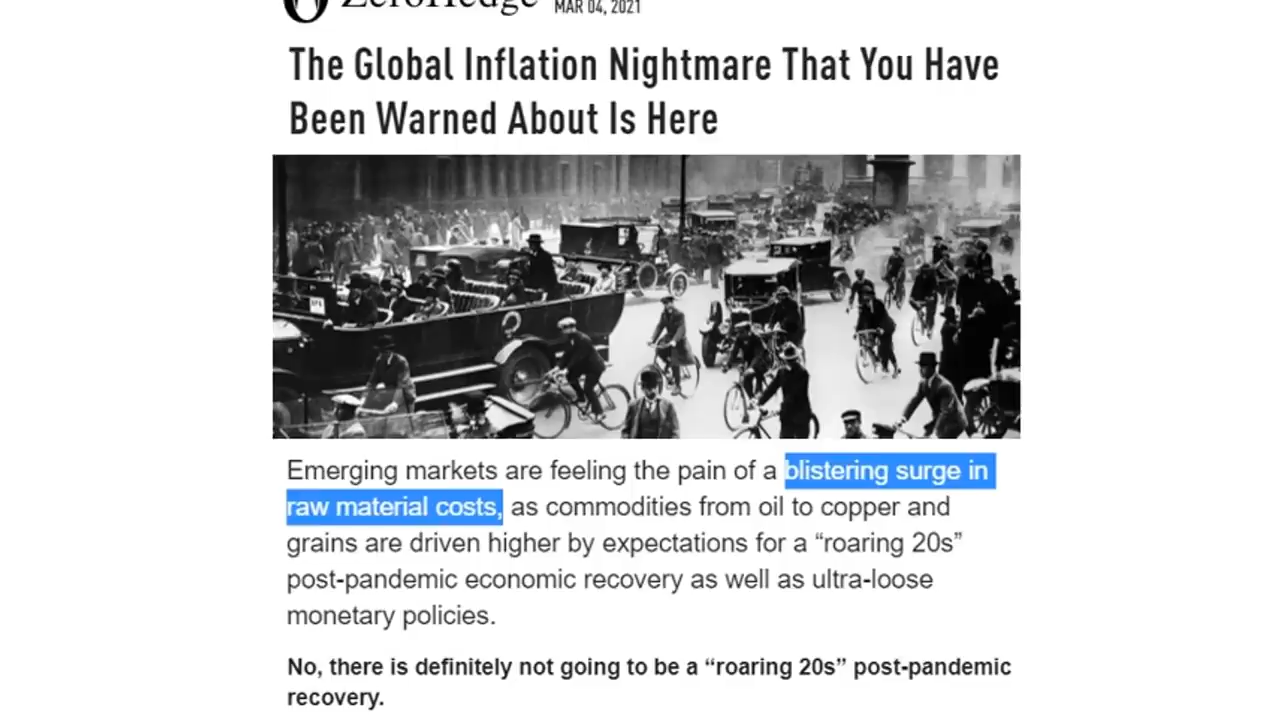 ZeroHedge MAR 04, 2021
The Global Inflation Nightmare That You Have
Been Warned About Is Here
Emerging markets are feeling the pain of a blistering surge in
raw material costs, as commodities from oil to copper and
grains are driven higher by expectations for a “roaring 20s”
post-pandemic economic recovery as well as ultra-loose
monetary policies.
No, there is definitely not going to be a “roaring 20s” post-pandemic
recovery.